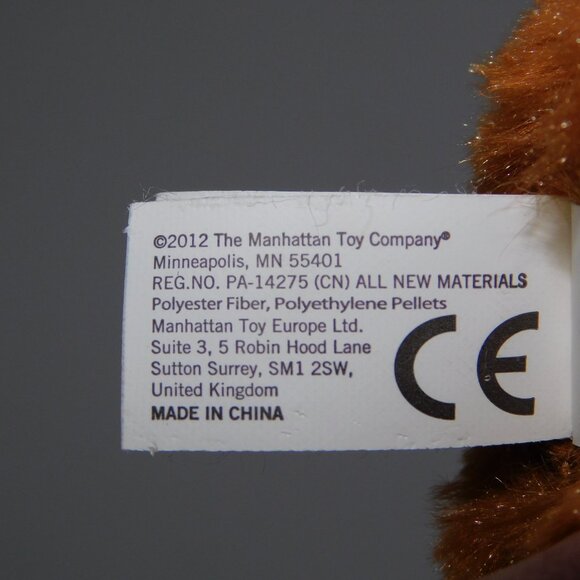 ©2012 The Manhattan Toy Company®
Minneapolis, MN 55401
REG.NO. PA-14275 (CN) ALL NEW MATERIALS
Polyester Fiber, Polyethylene Pellets
Manhattan Toy Europe Ltd.
Suite 3, 5 Robin Hood Lane
Sutton Surrey, SM1 2SW,
United Kingdom
MADE IN CHINA
CE